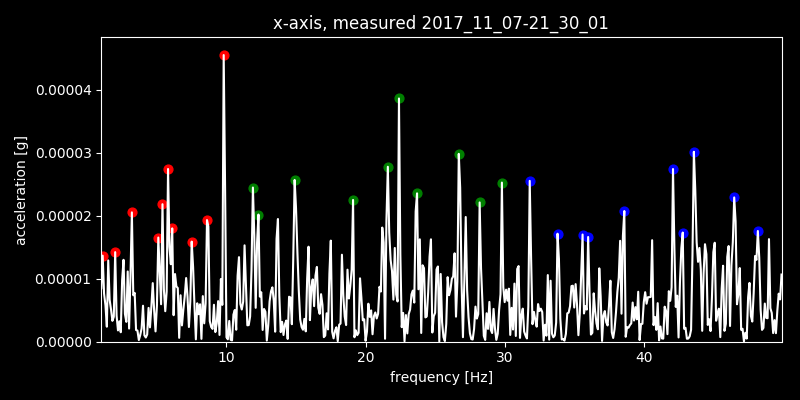 x-axis, measured 2017_11_07-21_30_01
0.00004
0.00003
0.00002
0.00001
0.00000
acceleration [g]
10 20 30 40
frequency [Hz]